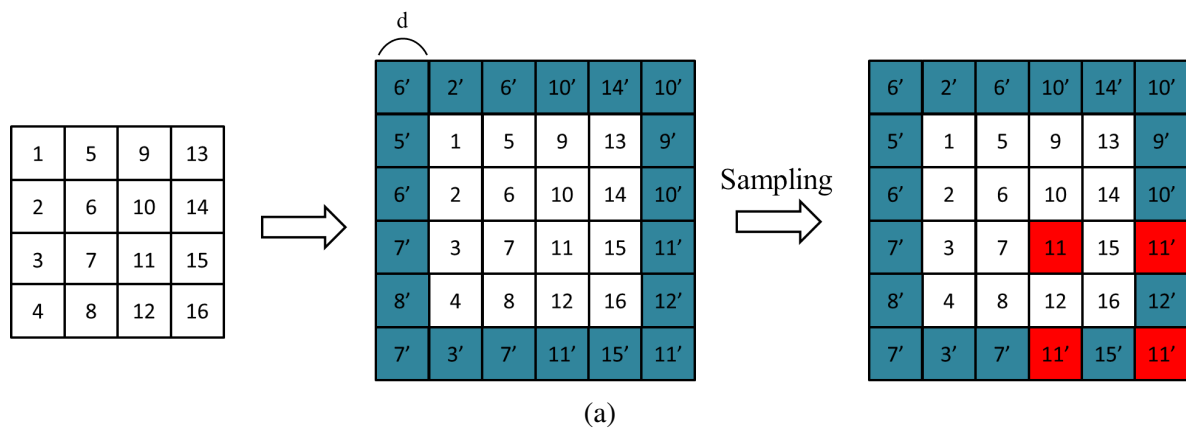 d
1 5 9 13
2 6 10 14
3 7 11 15
4 8 12 16
6′ 2′ 6′ 10′ 14′ 10′
5′ 1 5 9 13 9′
6′ 2 6 10 14 10′
7′ 3 7 11 15 11′
8′ 4 8 12 16 12′
7′ 3′ 7′ 11′ 15′ 11′
Sampling
6′ 2′ 6′ 10′ 14′ 10′
5′ 1 5 9 13 9′
6′ 2 6 10 14 10′
7′ 3 7 11 15 11′
8′ 4 8 12 16 12′
7′ 3′ 7′ 11′ 15′ 11′
(a)